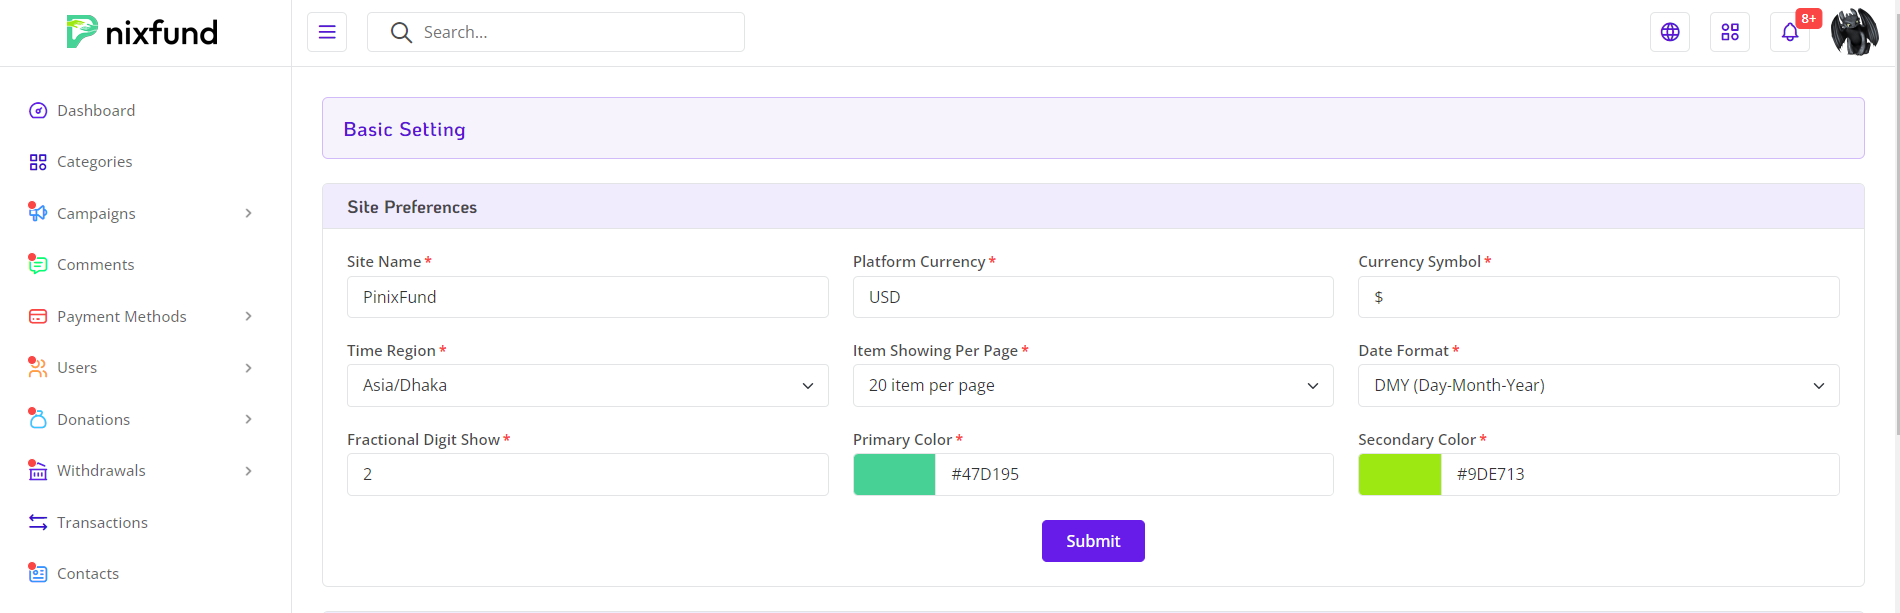 Pnixfund
Search...
8+
Dashboard
Categories
Campaigns
Comments
Payment Methods
Users
Donations
Withdrawals
Transactions
Contacts
Basic Setting
Site Preferences
Site Name *
Platform Currency *
Currency Symbol *
PinixFund
USD
$
Time Region *
Item Showing Per Page *
Date Format *
Asia/Dhaka
20 item per page
DMY (Day-Month-Year)
Fractional Digit Show *
Primary Color *
Secondary Color *
2
#47D195
#9DE713
Submit